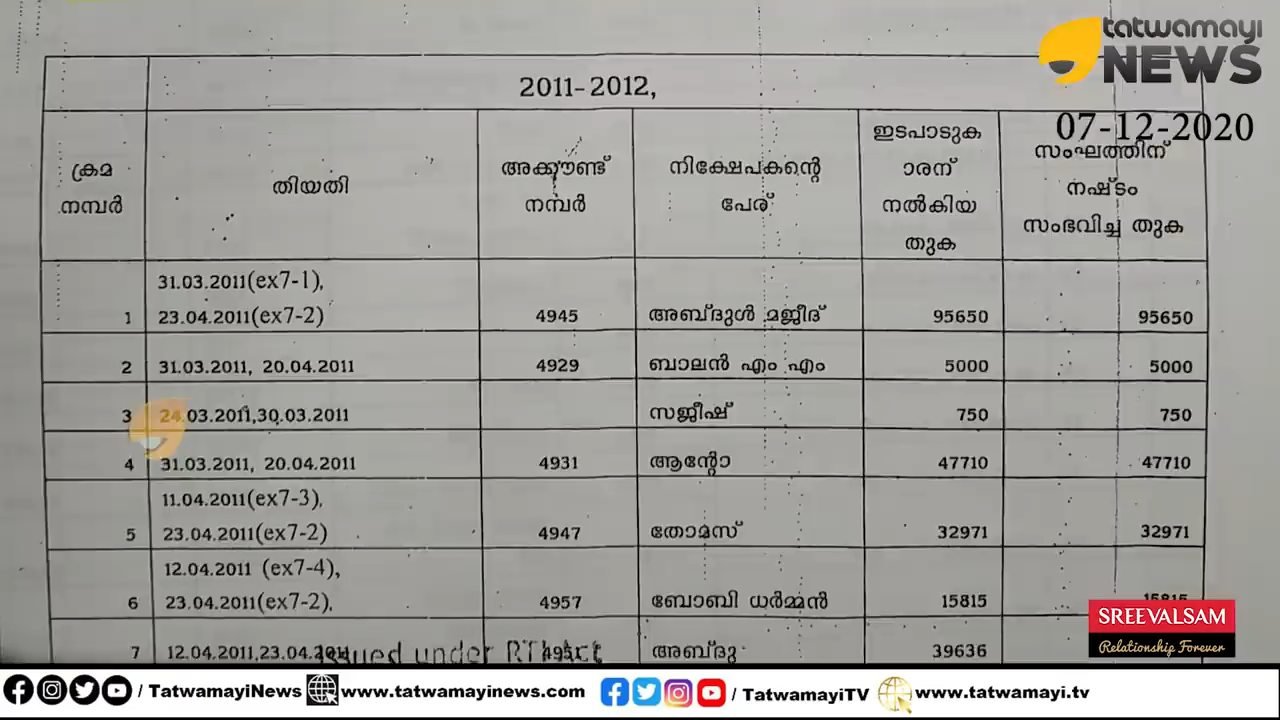 tatwamayi
NEWS
07-12-2020
2011-2012,
ക്രമ നമ്പർ
തിയതി
അക്കൗണ്ട് നമ്പർ
നിക്ഷേപകന്റെ പേര്
ഇടപാടുക
ാരന്
നൽകിയ
തുക
സംഘത്തിന്
നഷ്ടം
സംഭവിച്ച തുക
31.03.2011(ex7-1),
1 23.04.2011(ex7-2) 4945 അബ്ദുൾ മജീദ് 95650 95650
2 31.03.2011, 20.04.2011 4929 ബാലൻ എം എം 5000 5000
3 24.03.2011,30.03.2011 സജീഷ് 750 750
4 31.03.2011, 20.04.2011 4931 ആന്റോ 47710 47710
11.04.2011(ex7-3),
5 23.04.2011(ex7-2) 4947 തോമസ് 32971 32971
12.04.2011 (ex7-4),
6 23.04.2011(ex7-2), 4957 ബോബി ധർമ്മൻ 15815 15815
7 12.04.2011,23.04.2011 4951 അബ്ദു 39636
Issued under RTI Act
SREEVALSAM
Relationship Forever
/ TatwamayiNews www.tatwamayinews.com / TatwamayiTV www.tatwamayi.tv